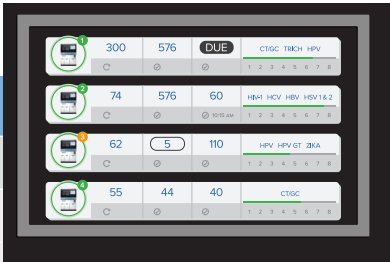 1 300 576 DUE CT/GC TRICH HPV
1 2 3 4 5 6 7 8
2 74 576 60 HIV-1 HCV HBV HSV 1 & 2
10:15 AM 1 2 3 4 5 6 7 8
3 62 5 110 HPV HPV GT ZIKA
1 2 3 4 5 6 7 8
4 55 44 40 CT/GC
1 2 3 4 5 6 7 8